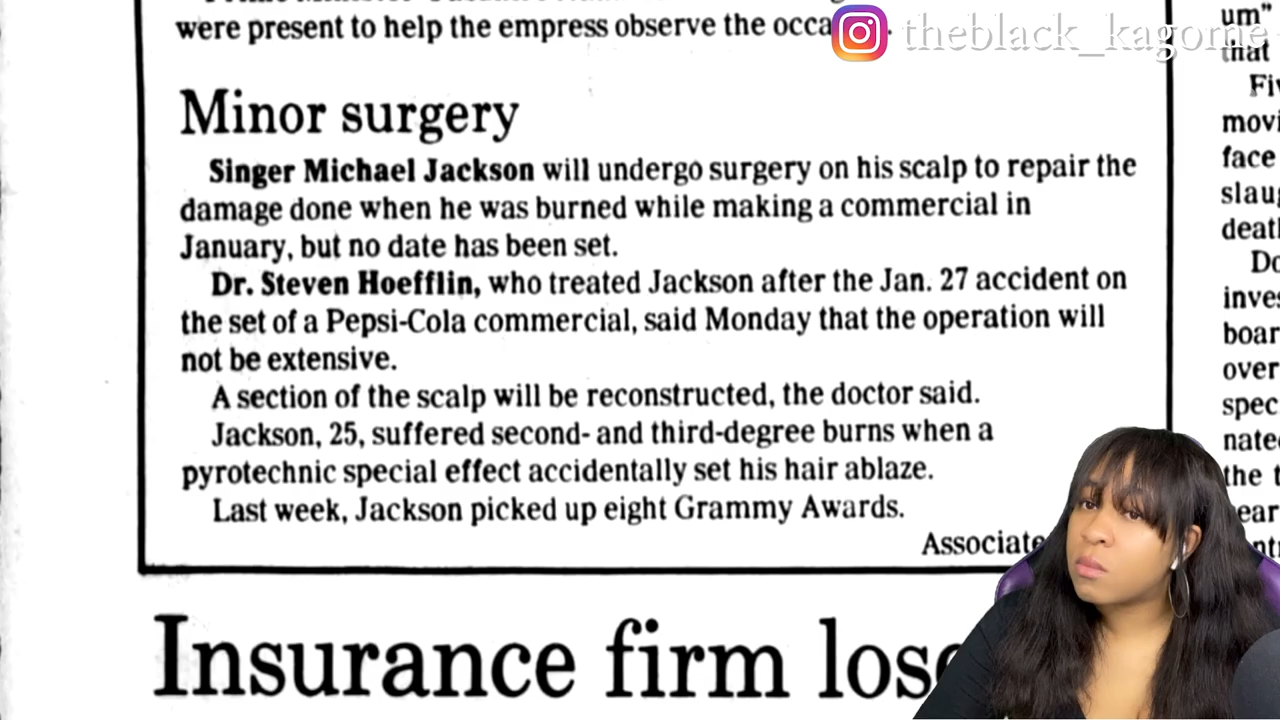 were present to help the empress observe the
theblack_kagome
Minor surgery
Singer Michael Jackson will undergo surgery on his scalp to repair the
damage done when he was burned while making a commercial in
January, but no date has been set.
Dr. Steven Hoefflin, who treated Jackson after the Jan. 27 accident on
the set of a Pepsi-Cola commercial, said Monday that the operation will
not be extensive.
A section of the scalp will be reconstructed, the doctor said.
Jackson, 25, suffered second- and third-degree burns when a
pyrotechnic special effect accidentally set his hair ablaze.
Last week, Jackson picked up eight Grammy Awards.
Insurance firm
um"
that
face
over
the